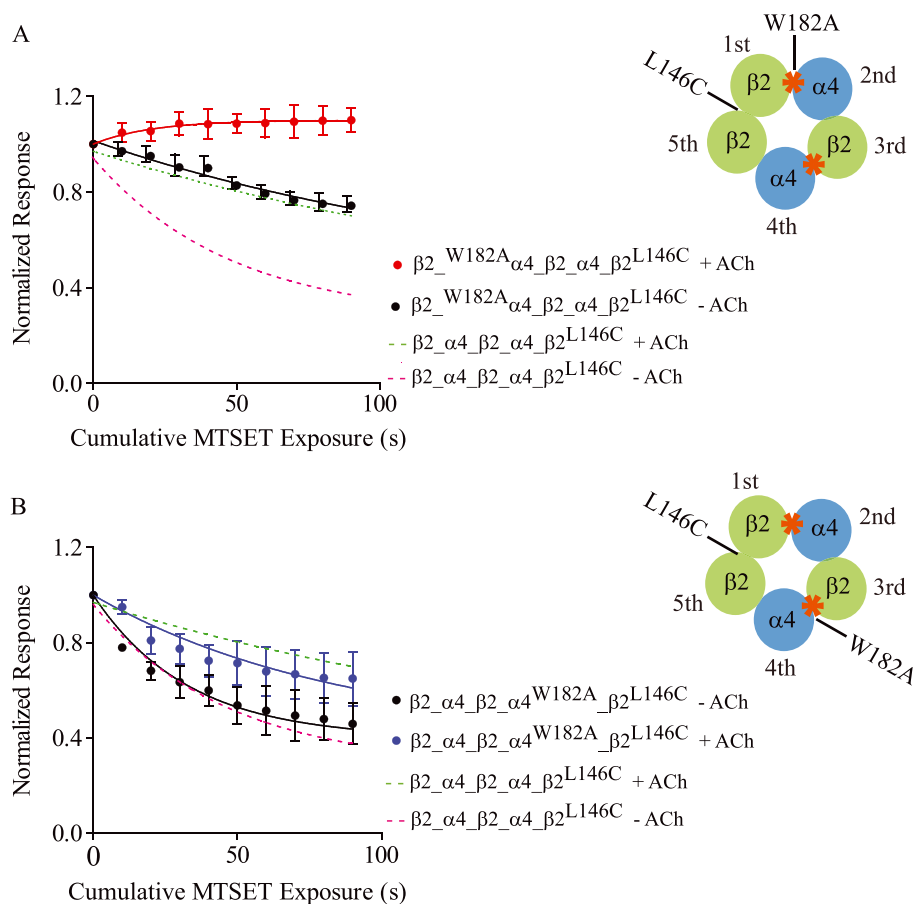 A
W182A
1st
L146C
β2
α4
2nd
5th
β2
β2
3rd
α4
4th
Normalized Response
1.2
0.8
0.4
0.0
0
50
100
Cumulative MTSET Exposure (s)
β2_W182Aα4_β2_α4_β2L146C + ACh
β2_W182Aα4_β2_α4_β2L146C - ACh
β2_α4_β2_α4_β2L146C + ACh
β2_α4_β2_α4_β2L146C - ACh
B
1st
L146C
β2
α4
2nd
5th
β2
β2
3rd
α4
4th
W182A
Normalized Response
1.2
0.8
0.4
0.0
0
50
100
Cumulative MTSET Exposure (s)
β2_α4_β2_α4W182A_β2L146C - ACh
β2_α4_β2_α4W182A_β2L146C + ACh
β2_α4_β2_α4_β2L146C + ACh
β2_α4_β2_α4_β2L146C - ACh